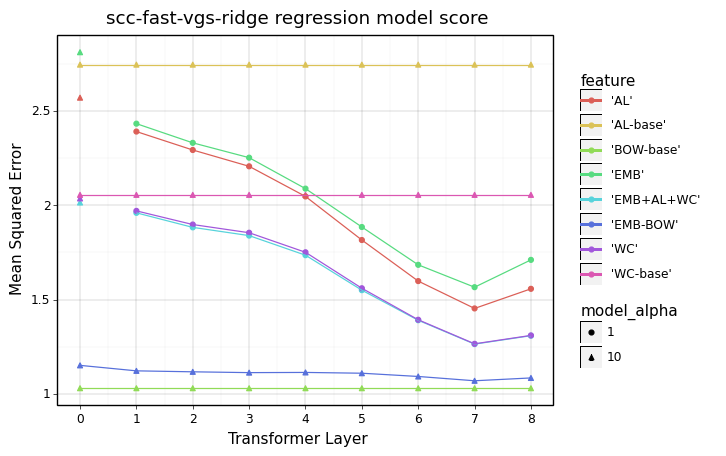 scc-fast-vgs-ridge regression model score
Mean Squared Error
2.5
2
1.5
1
0 1 2 3 4 5 6 7 8
Transformer Layer
feature
'AL'
'AL-base'
'BOW-base'
'EMB'
'EMB+AL+WC'
'EMB-BOW'
'WC'
'WC-base'
model_alpha
1
10